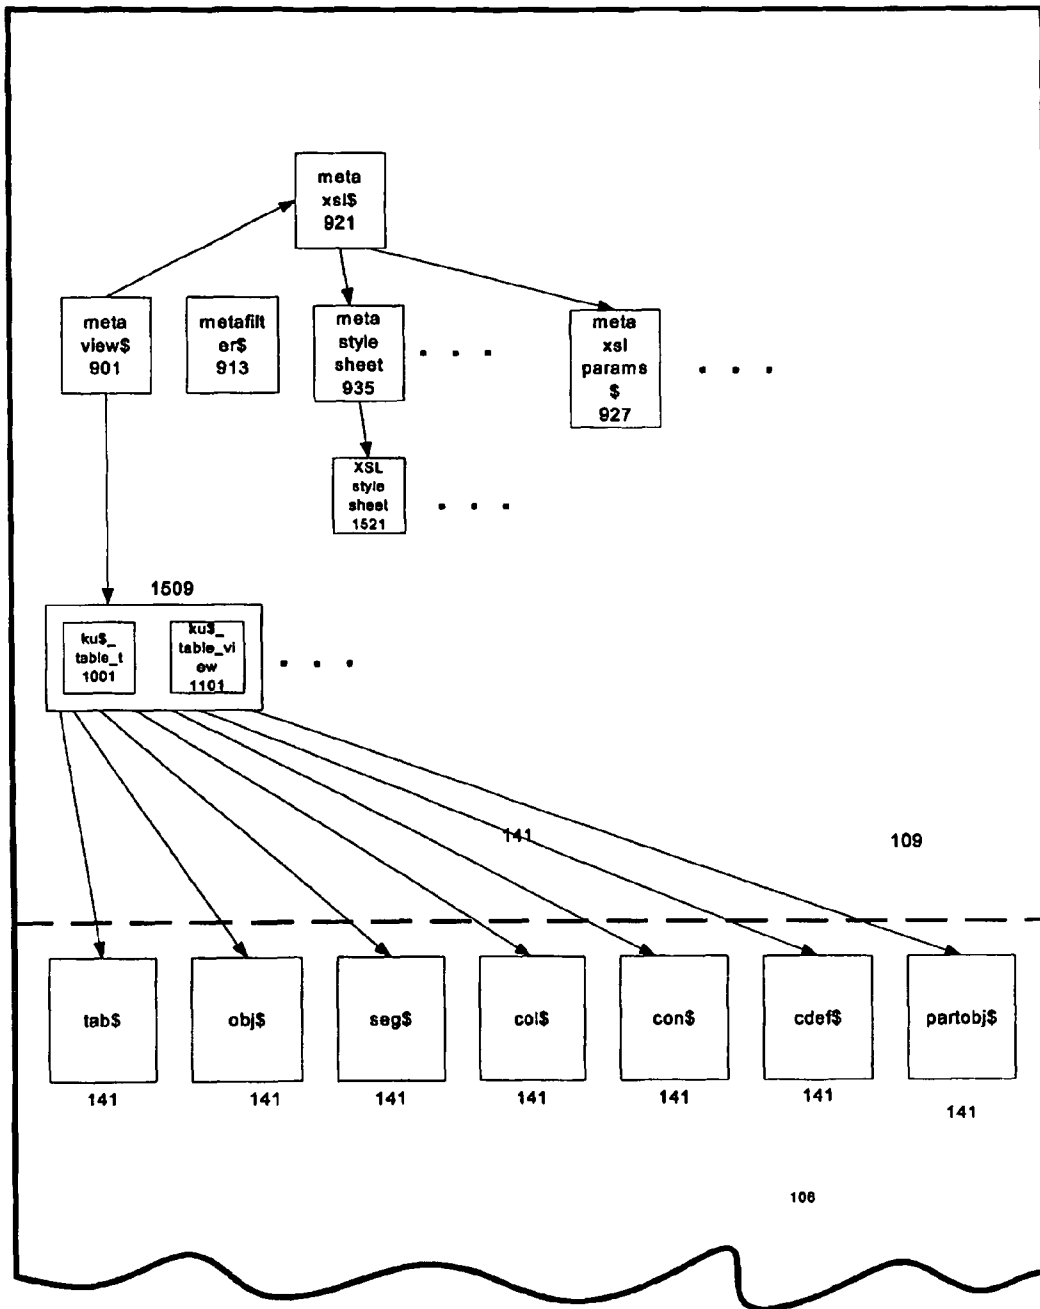 meta
xsl$
921
meta
view$
901
metafilt
er$
913
meta
style
sheet
935
meta
xsl
params
$
927
XSL
style
sheet
1521
1509
ku$_
table_t
1001
ku$_
table_vi
ew
1101
141
109
tab$
obj$
seg$
col$
con$
cdef$
partobj$
141
141
141
141
141
141
141
106